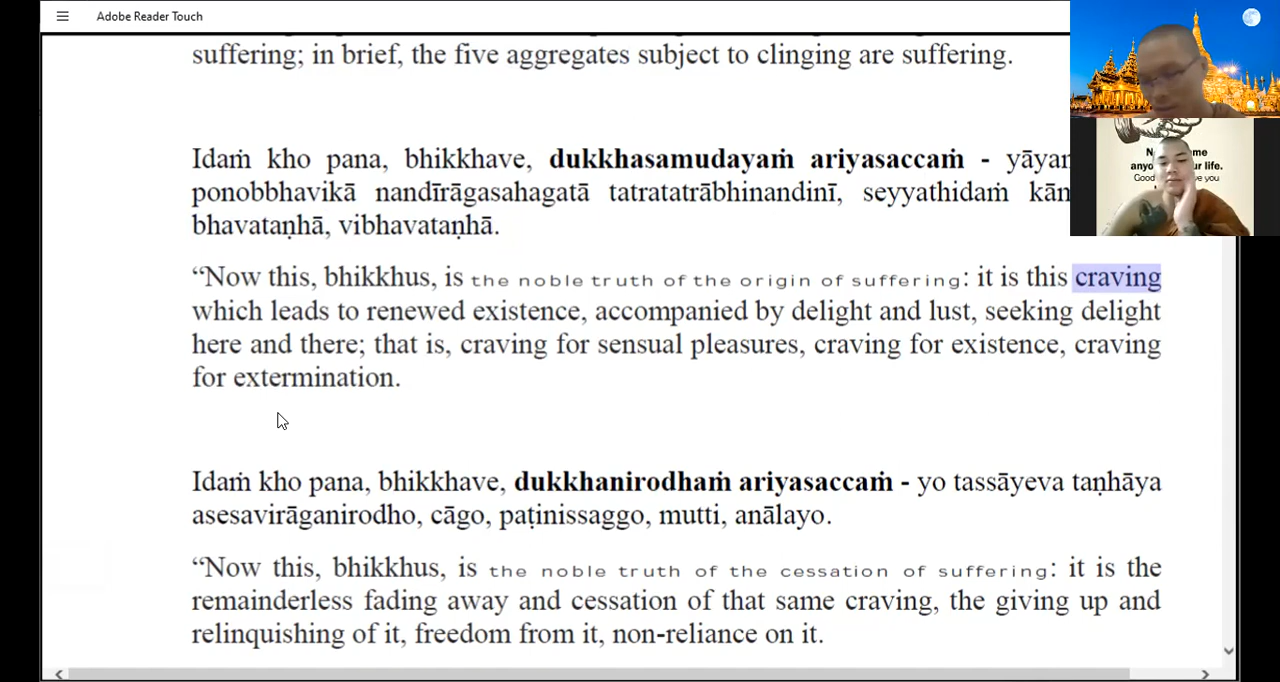 Adobe Reader Touch
suffering; in brief, the five aggregates subject to clinging are suffering.
Idaṁ kho pana, bhikkhave, dukkhasamudayaṁ ariyasaccaṁ - yāyaṁ
ponobbhavikā nandīrāgasahagatā tatratatrābhinandinī, seyyathidaṁ
bhavataṇhā, vibhavataṇhā.
“Now this, bhikkhus, is the noble truth of the origin of suffering: it is this craving
which leads to renewed existence, accompanied by delight and lust, seeking delight
here and there; that is, craving for sensual pleasures, craving for existence, craving
for extermination.
Idaṁ kho pana, bhikkhave, dukkhanirodhaṁ ariyasaccaṁ - yo tassāyeva taṇhāya
asesavirāganirodho, cāgo, paṭinissaggo, mutti, anālayo.
“Now this, bhikkhus, is the noble truth of the cessation of suffering: it is the
remainderless fading away and cessation of that same craving, the giving up and
relinquishing of it, freedom from it, non-reliance on it.